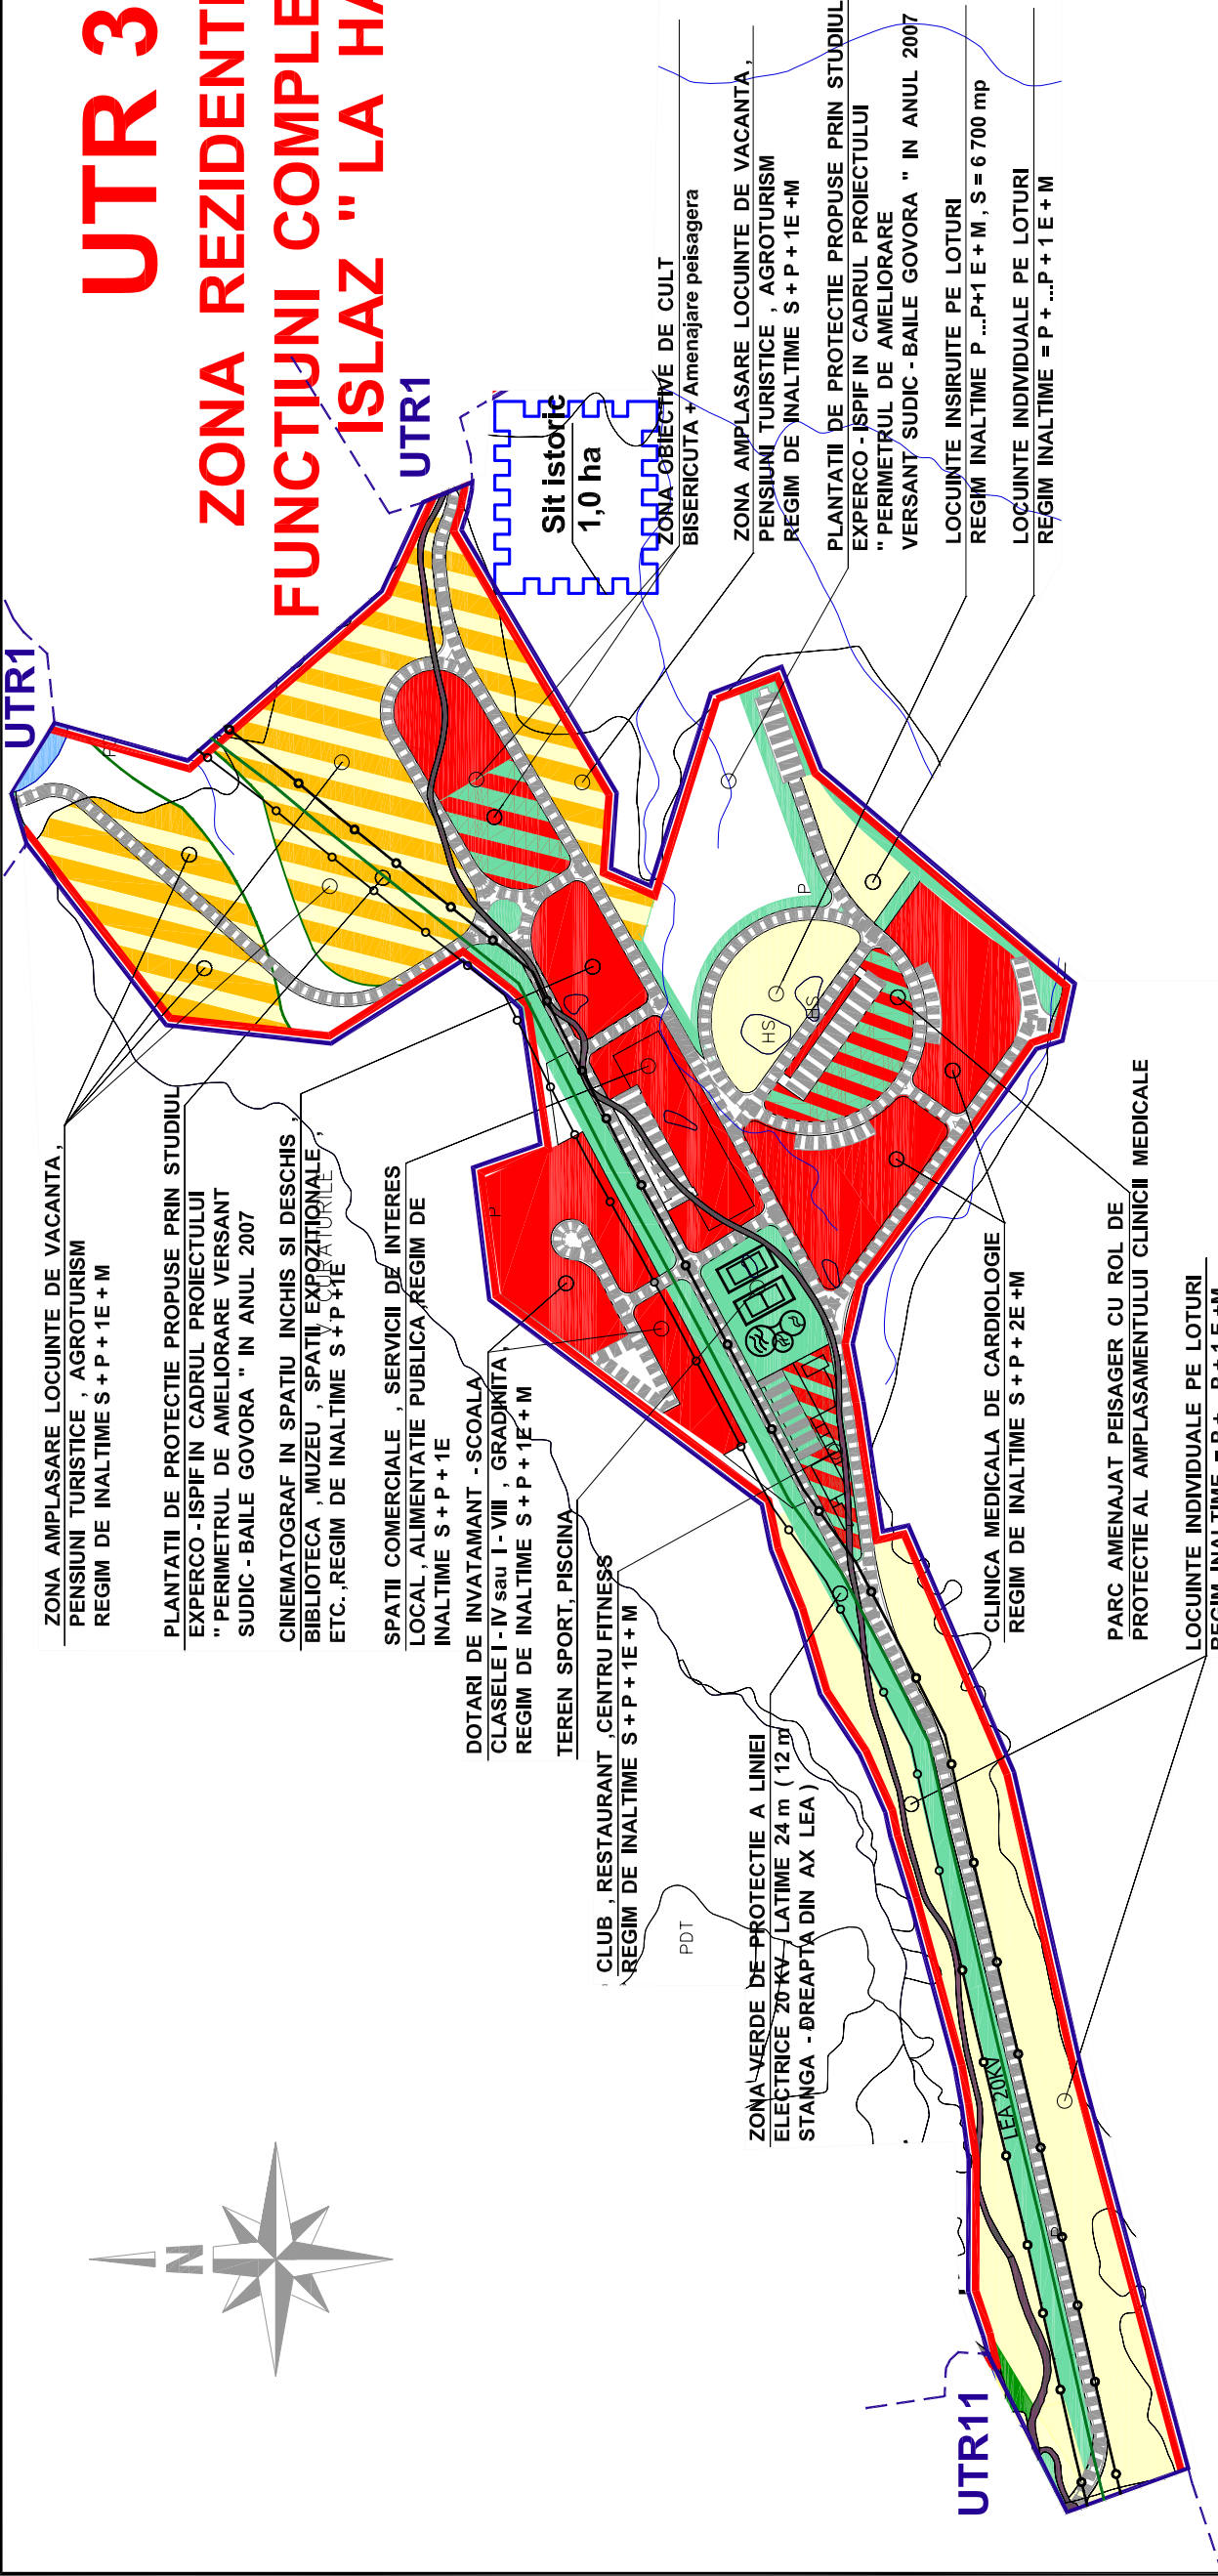 UTR 3
ZONA REZIDENTI
FUNCTIUNI COMPLE
ISLAZ "LA HA
UTR1
UTR1
Sit istoric
1,0 ha
ZONA OBIECTIVE DE CULT
BISERICUTA + Amenajare peisagera
ZONA AMPLASARE LOCUINTE DE VACANTA ,
PENSIUNI TURISTICE , AGROTURISM
REGIM DE INALTIME S + P + 1E +M
PLANTATII DE PROTECTIE PROPUSE PRIN STUDIUL
EXPERCO - ISPIF IN CADRUL PROIECTULUI
" PERIMETRUL DE AMELIORARE
VERSANT SUDIC - BAILE GOVORA " IN ANUL 2007
LOCUINTE INSIRUITE PE LOTURI
REGIM INALTIME P ...P+1 E + M , S = 6 700 mp
LOCUINTE INDIVIDUALE PE LOTURI
REGIM INALTIME = P + ...P + 1 E + M
ZONA AMPLASARE LOCUINTE DE VACANTA ,
PENSIUNI TURISTICE , AGROTURISM
REGIM DE INALTIME S + P + 1E + M
PLANTATII DE PROTECTIE PROPUSE PRIN STUDIUL
EXPERCO - ISPIF IN CADRUL PROIECTULUI
" PERIMETRUL DE AMELIORARE VERSANT
SUDIC - BAILE GOVORA " IN ANUL 2007
CINEMATOGRAF IN SPATIU INCHIS SI DESCHIS ,
BIBLIOTECA , MUZEU , SPATII EXPOZITIONALE,
ETC. ,REGIM DE INALTIME S + P +1E
V. CURATURILE
SPATII COMERCIALE , SERVICII DE INTERES
LOCAL , ALIMENTATIE PUBLICA ,REGIM DE
INALTIME S + P + 1E
DOTARI DE INVATAMANT - SCOALA
CLASELE I - IV sau I - VIII , GRADINITA ,
REGIM DE INALTIME S + P + 1E + M
TEREN SPORT, PISCINA
CLUB , RESTAURANT ,CENTRU FITNESS
REGIM DE INALTIME S + P + 1E + M
PDT
ZONA VERDE DE PROTECTIE A LINIEI
ELECTRICE 20 KV , LATIME 24 m ( 12 m
STANGA - DREAPTA DIN AX LEA )
CLINICA MEDICALA DE CARDIOLOGIE
REGIM DE INALTIME S + P + 2E +M
PARC AMENAJAT PEISAGER CU ROL DE
PROTECTIE AL AMPLASAMENTULUI CLINICII MEDICALE
LOCUINTE INDIVIDUALE PE LOTURI
REGIM INALTIME = P + ...P + 1 E +M
P
P
P
P
HS
HS
LEA 20KV
N
UTR11